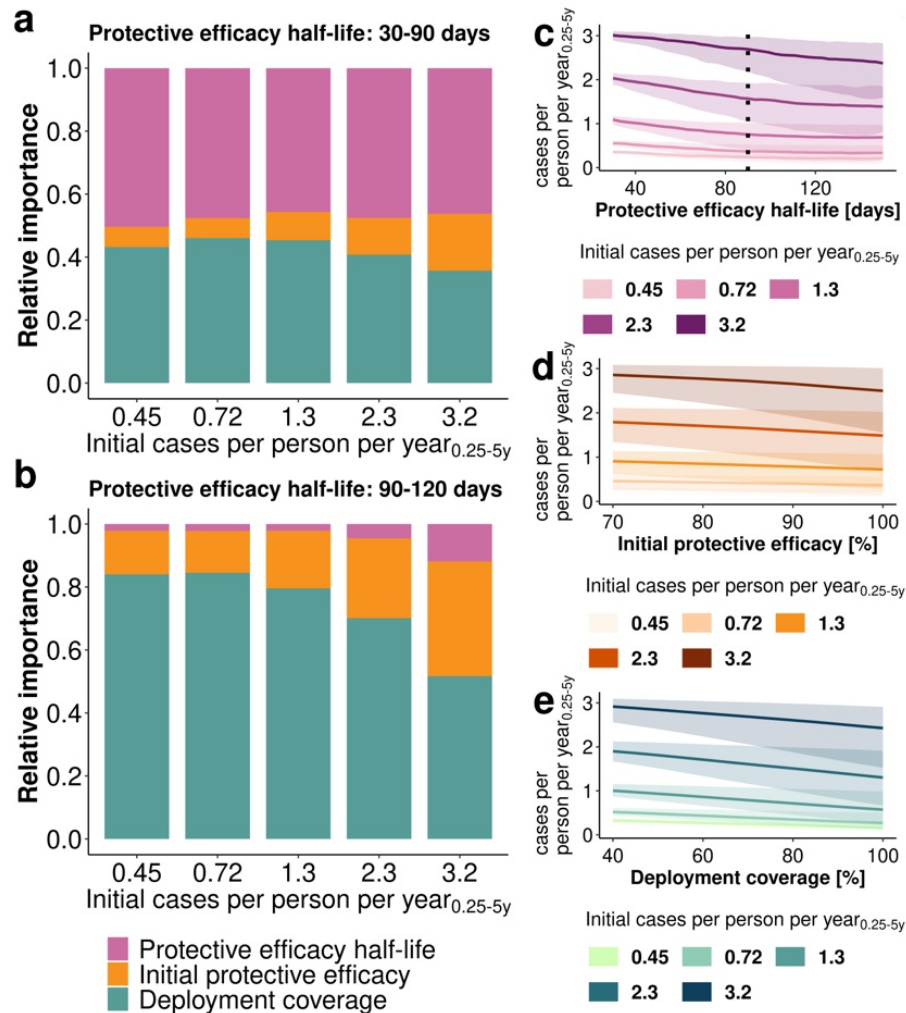 a
Protective efficacy half-life: 30-90 days
Relative importance
1.0
0.8
0.6
0.4
0.2
0.0
0.45 0.72 1.3 2.3 3.2
Initial cases per person per year0.25-5y
b
Protective efficacy half-life: 90-120 days
Relative importance
1.0
0.8
0.6
0.4
0.2
0.0
0.45 0.72 1.3 2.3 3.2
Initial cases per person per year0.25-5y
Protective efficacy half-life
Initial protective efficacy
Deployment coverage
c
cases per
person per year0.25-5y
3
2
1
0
40 80 120
Protective efficacy half-life [days]
Initial cases per person per year0.25-5y
0.45 0.72 1.3
2.3 3.2
d
cases per
person per year0.25-5y
3
2
1
0
70 80 90 100
Initial protective efficacy [%]
Initial cases per person per year0.25-5y
0.45 0.72 1.3
2.3 3.2
e
cases per
person per year0.25-5y
3
2
1
0
40 60 80 100
Deployment coverage [%]
Initial cases per person per year0.25-5y
0.45 0.72 1.3
2.3 3.2